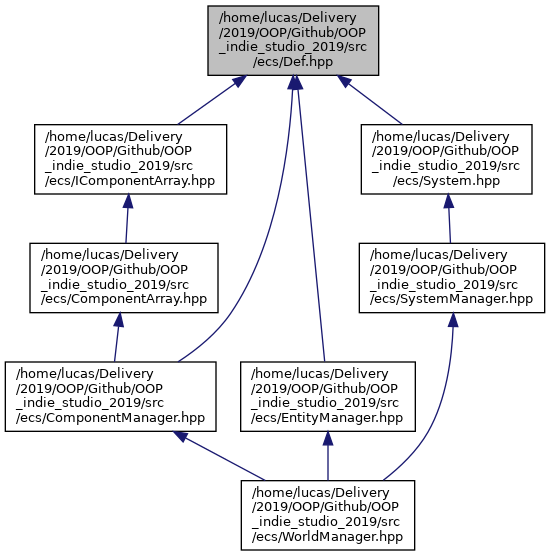 /home/lucas/Delivery
/2019/OOP/Github/OOP
_indie_studio_2019/src
/ecs/Def.hpp
/home/lucas/Delivery
/2019/OOP/Github/OOP
_indie_studio_2019/src
/ecs/IComponentArray.hpp
/home/lucas/Delivery
/2019/OOP/Github/OOP
_indie_studio_2019/src
/ecs/System.hpp
/home/lucas/Delivery
/2019/OOP/Github/OOP
_indie_studio_2019/src
/ecs/ComponentArray.hpp
/home/lucas/Delivery
/2019/OOP/Github/OOP
_indie_studio_2019/src
/ecs/SystemManager.hpp
/home/lucas/Delivery
/2019/OOP/Github/OOP
_indie_studio_2019/src
/ecs/ComponentManager.hpp
/home/lucas/Delivery
/2019/OOP/Github/OOP
_indie_studio_2019/src
/ecs/EntityManager.hpp
/home/lucas/Delivery
/2019/OOP/Github/OOP
_indie_studio_2019/src
/ecs/WorldManager.hpp